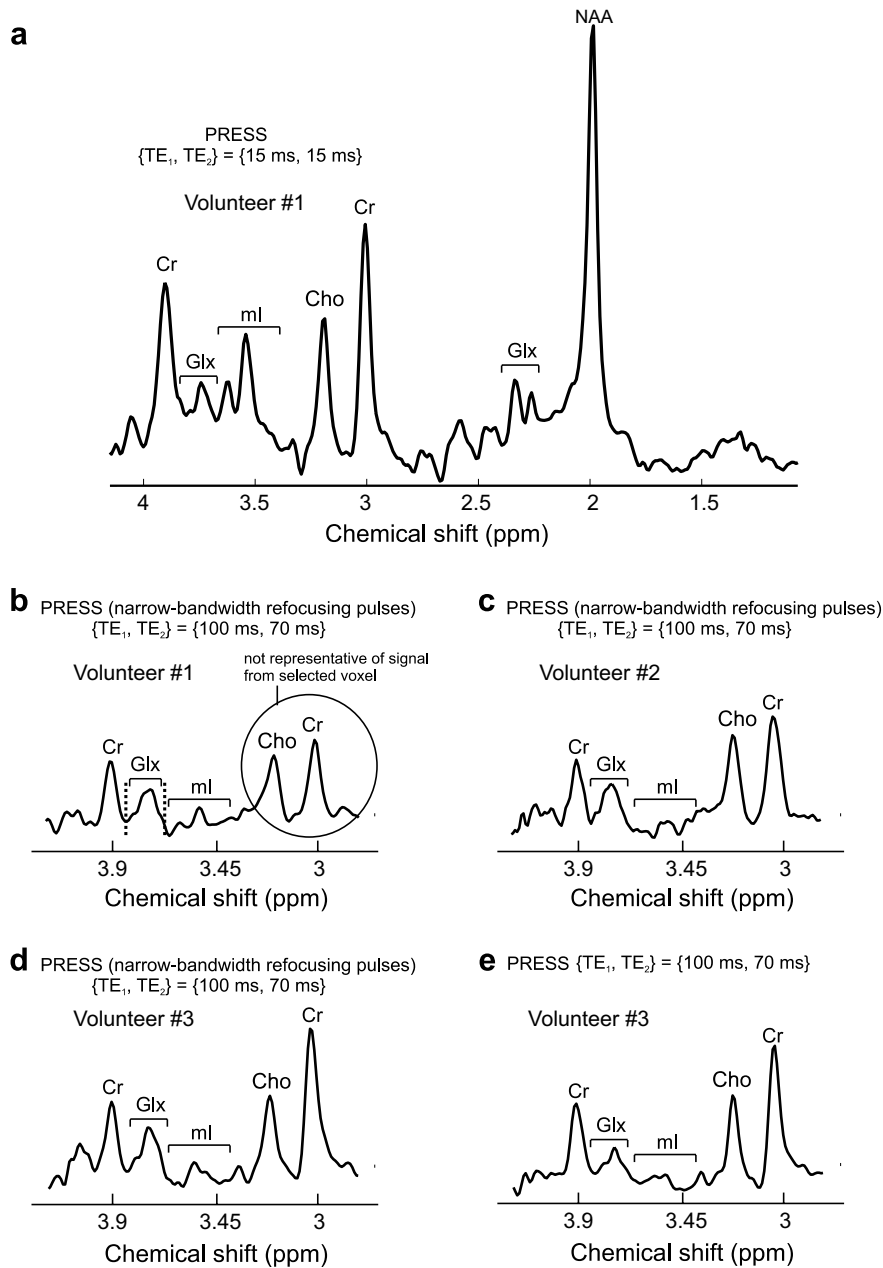 a
NAA
PRESS
{TE₁, TE₂} = {15 ms, 15 ms}
Volunteer #1
Cr
Cr
Cho
mI
Glx
Glx
4 3.5 3 2.5 2 1.5
Chemical shift (ppm)
b PRESS (narrow-bandwidth refocusing pulses)
{TE₁, TE₂} = {100 ms, 70 ms}
not representative of signal
from selected voxel
Volunteer #1
Cr
Glx
mI
Cho
Cr
3.9 3.45 3
Chemical shift (ppm)
c PRESS (narrow-bandwidth refocusing pulses)
{TE₁, TE₂} = {100 ms, 70 ms}
Volunteer #2
Cr
Glx
mI
Cho
Cr
3.9 3.45 3
Chemical shift (ppm)
d PRESS (narrow-bandwidth refocusing pulses)
{TE₁, TE₂} = {100 ms, 70 ms}
Volunteer #3
Cr
Glx
mI
Cho
Cr
3.9 3.45 3
Chemical shift (ppm)
e PRESS {TE₁, TE₂} = {100 ms, 70 ms}
Volunteer #3
Cr
Glx
mI
Cho
Cr
3.9 3.45 3
Chemical shift (ppm)